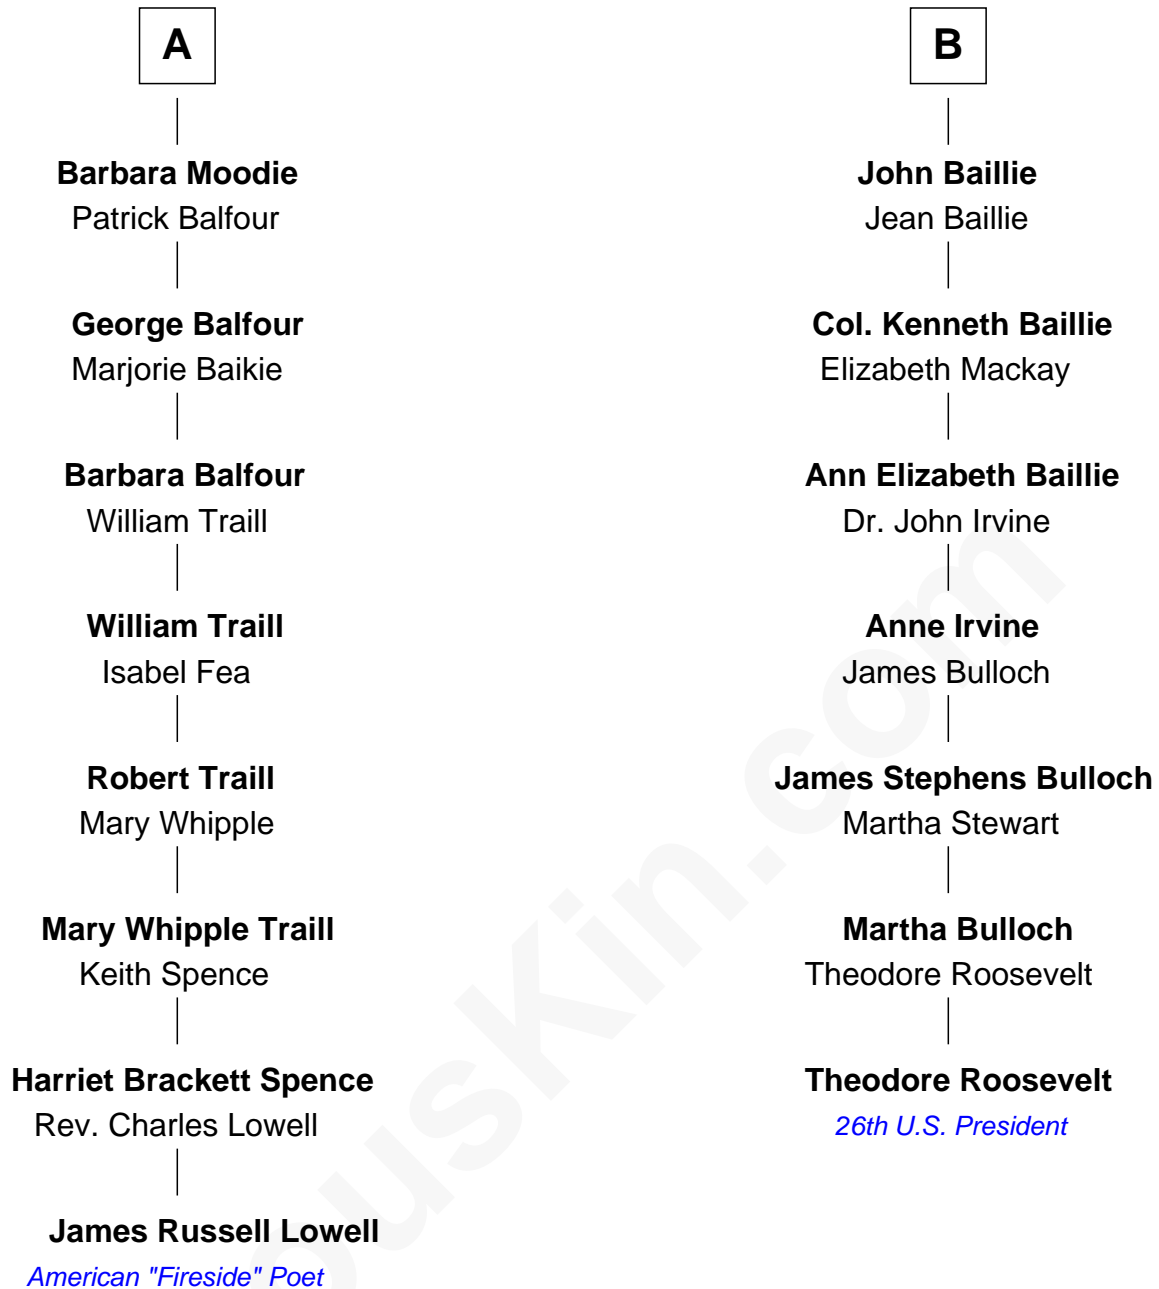 A
Barbara Moodie
Patrick Balfour
George Balfour
Marjorie Baikie
Barbara Balfour
William Traill
William Traill
Isabel Fea
Robert Traill
Mary Whipple
Mary Whipple Traill
Keith Spence
Harriet Brackett Spence
Rev. Charles Lowell
James Russell Lowell
American "Fireside" Poet
B
John Baillie
Jean Baillie
Col. Kenneth Baillie
Elizabeth Mackay
Ann Elizabeth Baillie
Dr. John Irvine
Anne Irvine
James Bulloch
James Stephens Bulloch
Martha Stewart
Martha Bulloch
Theodore Roosevelt
Theodore Roosevelt
26th U.S. President
ousKin.com